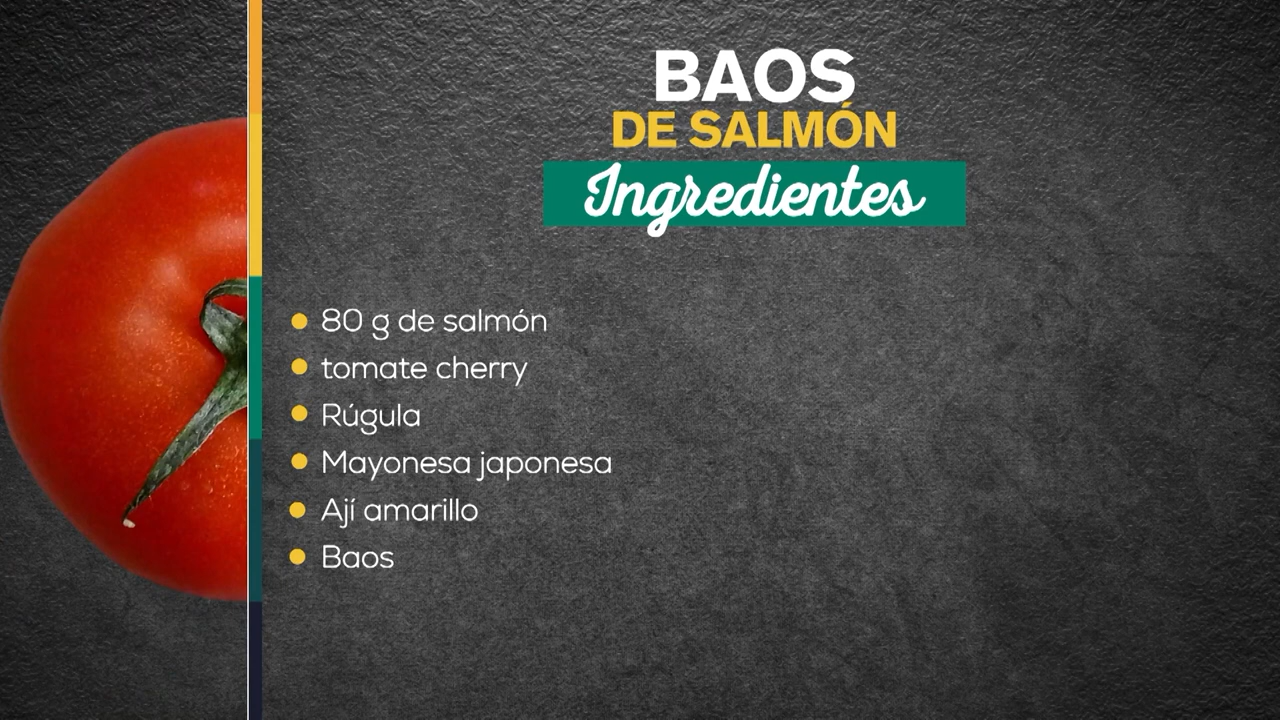 BAOS
DE SALMÓN
Ingredientes
80 g de salmón
tomate cherry
Rúgula
Mayonesa japonesa
Ají amarillo
Baos